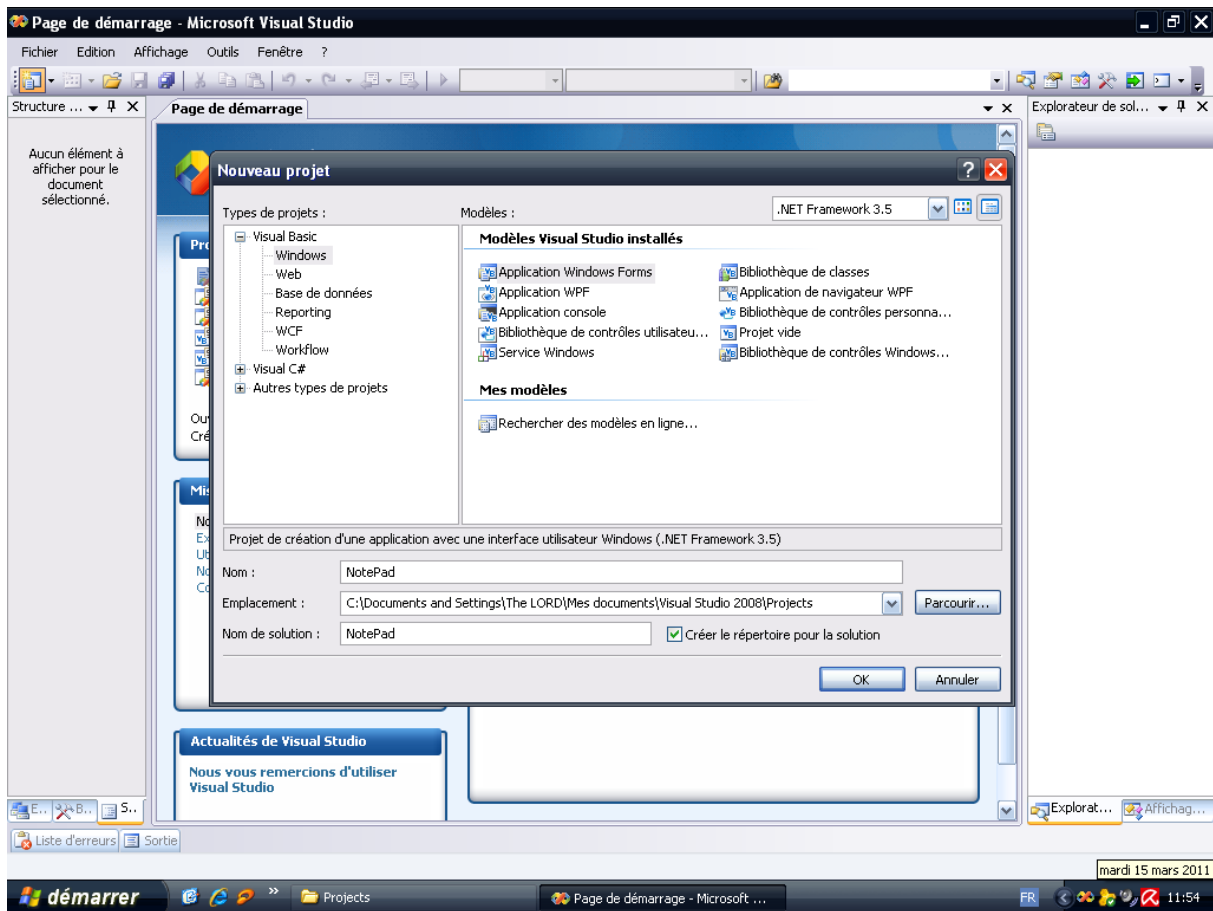 Page de démarrage - Microsoft Visual Studio
Fichier Edition Affichage Outils Fenêtre ?
Structure ...
Page de démarrage
Explorateur de sol...
Aucun élément à
afficher pour le
document
sélectionné.
Nouveau projet
Types de projets :
Modèles :
.NET Framework 3.5
Visual Basic
Windows
Web
Base de données
Reporting
WCF
Workflow
Visual C#
Autres types de projets
Modèles Visual Studio installés
Application Windows Forms
Application WPF
Application console
Bibliothèque de contrôles utilisateu...
Service Windows
Bibliothèque de classes
Application de navigateur WPF
Bibliothèque de contrôles personna...
Projet vide
Bibliothèque de contrôles Windows...
Mes modèles
Rechercher des modèles en ligne...
Projet de création d'une application avec une interface utilisateur Windows (.NET Framework 3.5)
Nom :
NotePad
Emplacement :
C:\Documents and Settings\The LORD\Mes documents\Visual Studio 2008\Projects
Parcourir...
Nom de solution :
NotePad
Créer le répertoire pour la solution
OK
Annuler
Actualités de Visual Studio
Nous vous remercions d'utiliser
Visual Studio
E.. B.. S..
Explorat... Affichag...
Liste d'erreurs Sortie
mardi 15 mars 2011
démarrer
Projects
Page de démarrage - Microsoft ...
FR
11:54